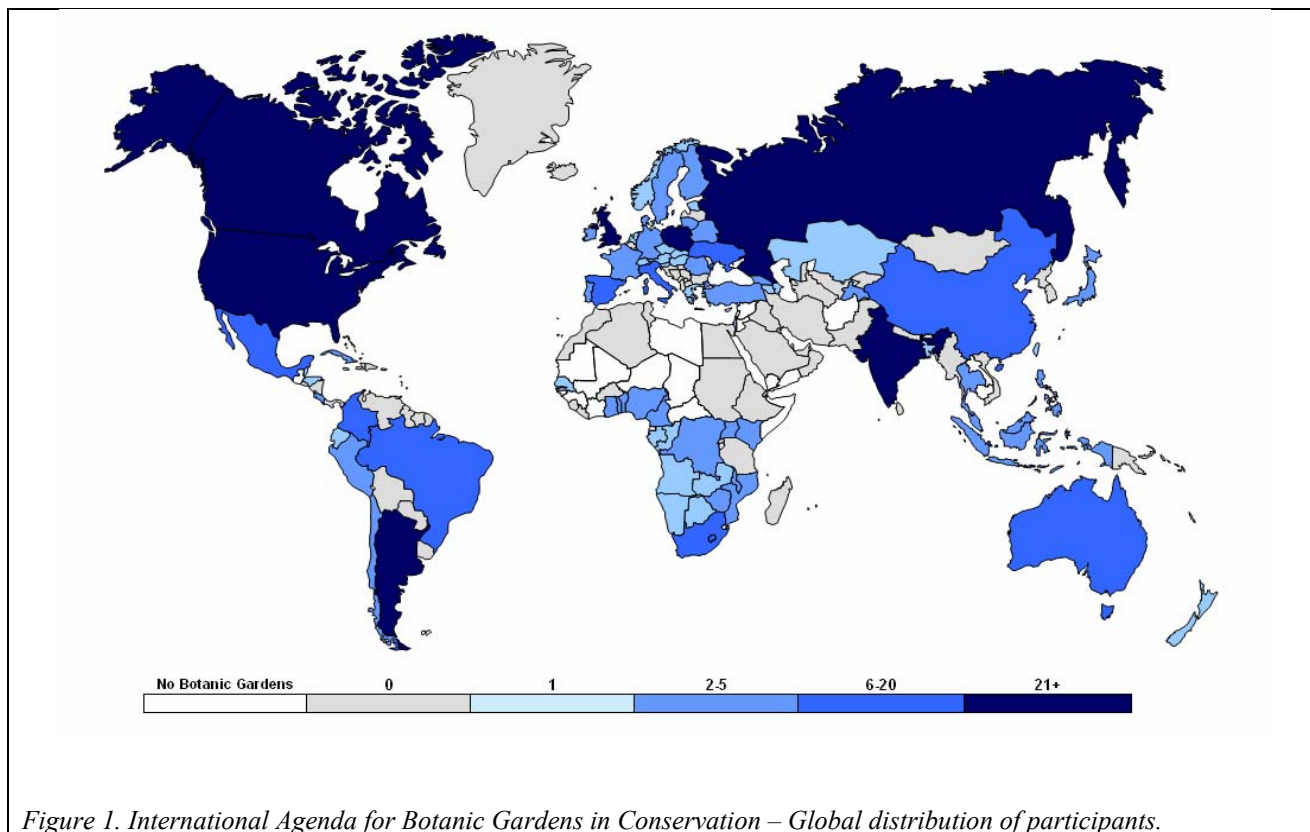 No Botanic Gardens 0 1 2-5 6-20 21+
Figure 1. International Agenda for Botanic Gardens in Conservation – Global distribution of participants.